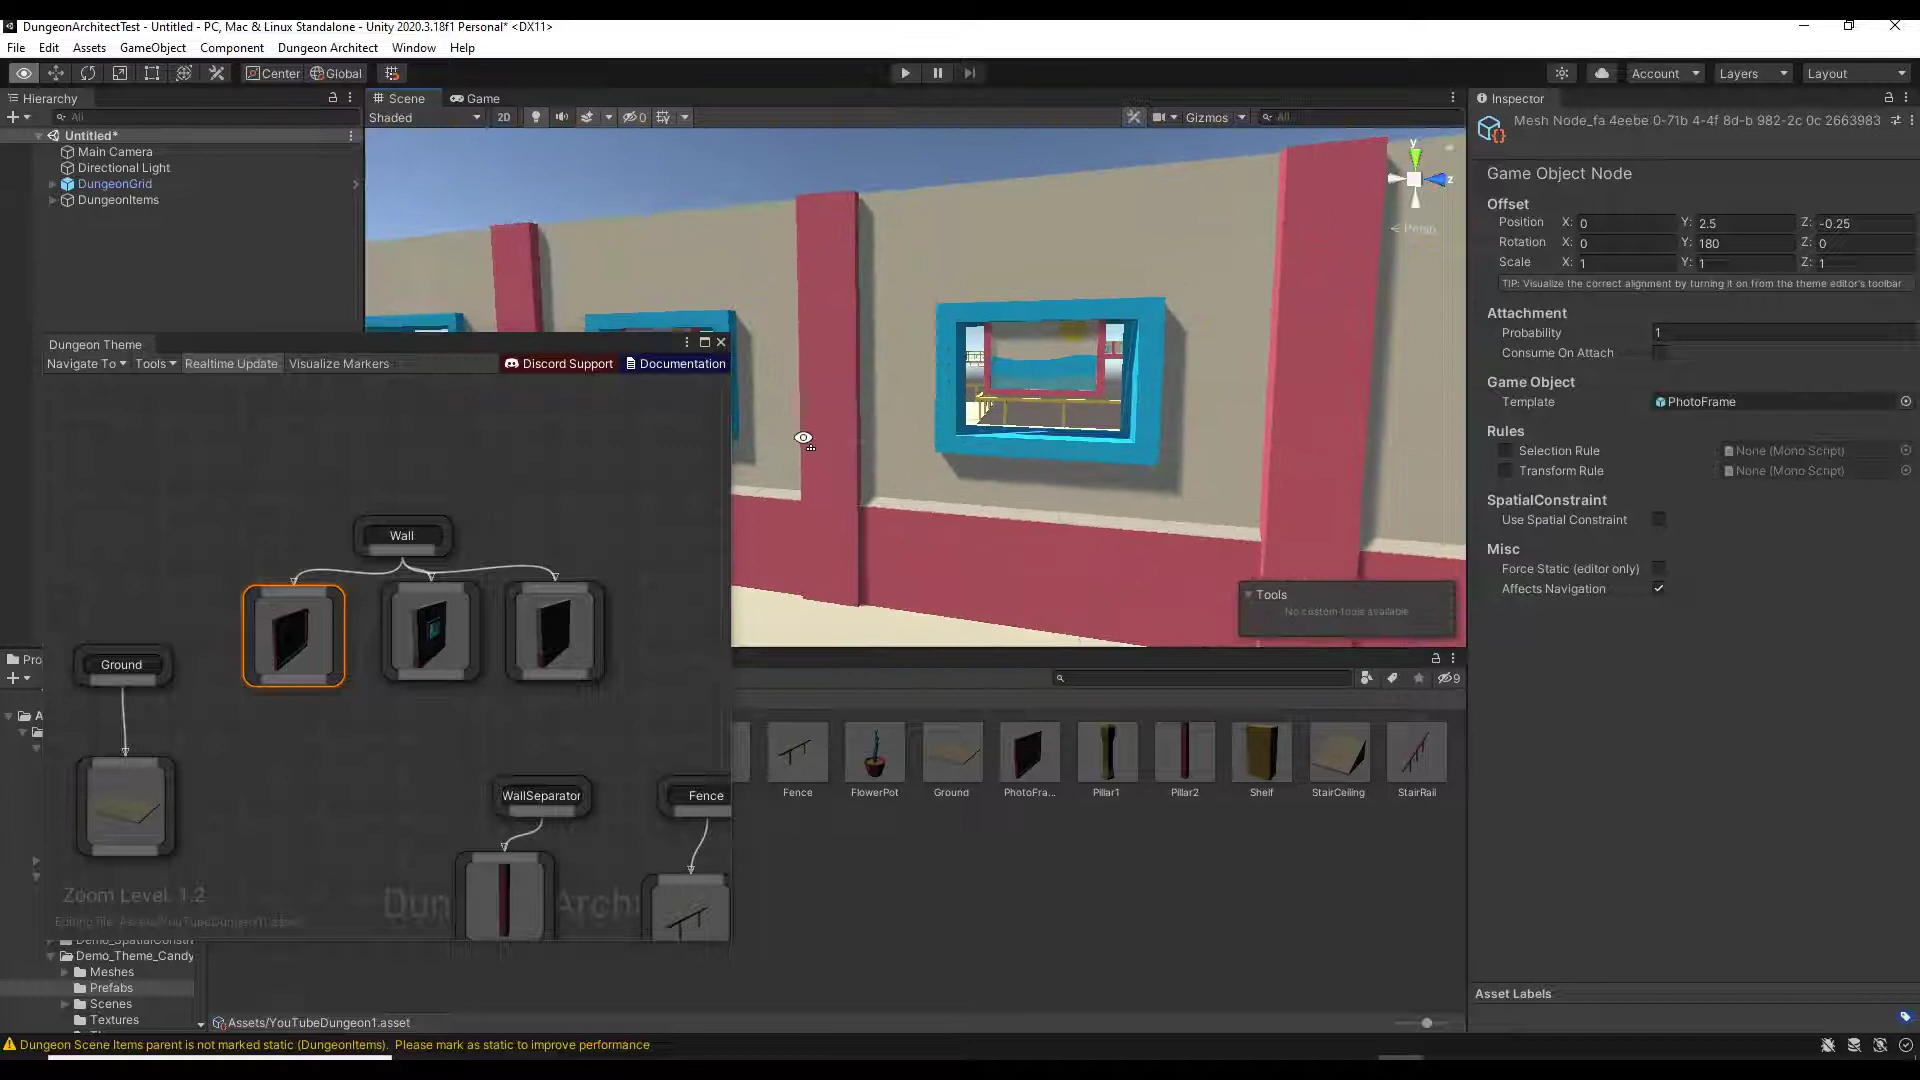 DungeonArchitectTest - Untitled - PC, Mac & Linux Standalone - Unity 2020.3.18f1 Personal* <DX11>
File Edit Assets GameObject Component Dungeon Architect Window Help
Center Global Account Layers Layout
Hierarchy
All
Untitled*
Main Camera
Directional Light
DungeonGrid
DungeonItems
Scene Game
Shaded 2D 0 Gizmos All
y
z
Persp
Dungeon Theme
Navigate To Tools Realtime Update Visualize Markers Discord Support Documentation
Wall
Ground
WallSeparator
Fence
Zoom Level: 1.2
Editing file: Assets/YouTubeDungeon1.asset
Tools
No custom tools available
Pro
9
Fence FlowerPot Ground PhotoFra... Pillar1 Pillar2 Shelf StairCeiling StairRail
A
Demo_Theme_Candy
Meshes
Prefabs
Scenes
Textures
Assets/YouTubeDungeon1.asset
Inspector
Mesh Node_fa 4eebe 0-71b 4-4f 8d-b 982-2c 0c 2663983
Game Object Node
Offset
Position X: 0 Y: 2.5 Z: -0.25
Rotation X: 0 Y: 180 Z: 0
Scale X: 1 Y: 1 Z: 1
TIP: Visualize the correct alignment by turning it on from the theme editor's toolbar
Attachment
Probability 1
Consume On Attach
Game Object
Template PhotoFrame
Rules
Selection Rule None (Mono Script)
Transform Rule None (Mono Script)
SpatialConstraint
Use Spatial Constraint
Misc
Force Static (editor only)
Affects Navigation
Asset Labels
Dungeon Scene Items parent is not marked static (DungeonItems). Please mark as static to improve performance